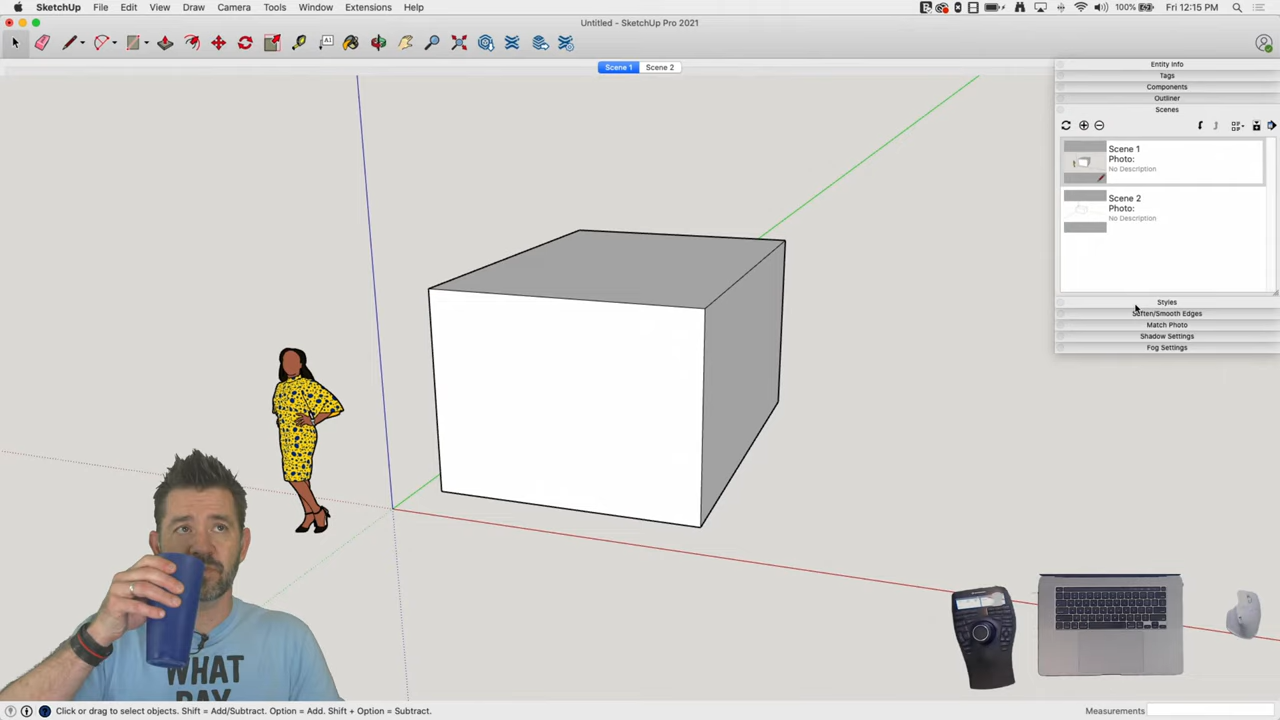 SketchUp File Edit View Draw Camera Tools Window Extensions Help 100% Fri 12:15 PM
Untitled - SketchUp Pro 2021
Scene 1 Scene 2
Entity Info
Tags
Components
Outliner
Scenes
Scene 1
Photo:
No Description
Scene 2
Photo:
No Description
Styles
Soften/Smooth Edges
Match Photo
Shadow Settings
Fog Settings
WHAT
DAY
Click or drag to select objects. Shift = Add/Subtract. Option = Add. Shift + Option = Subtract. Measurements